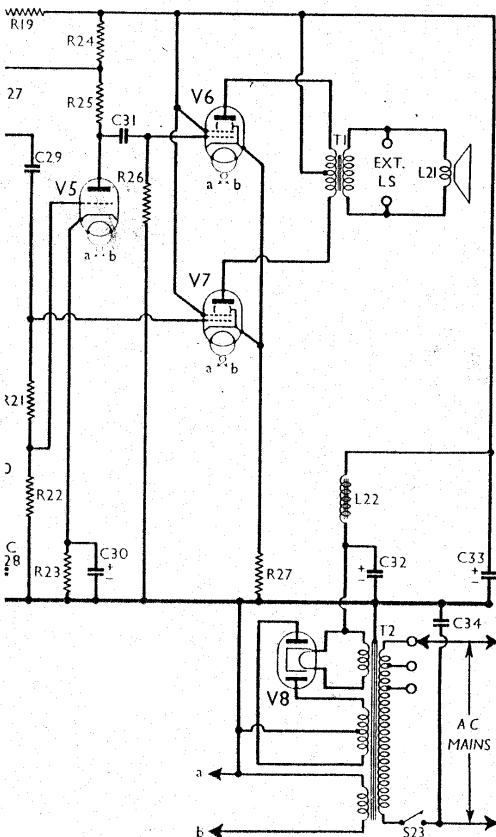 R19
R24
27
R25
C31
V6
C29
T1
EXT.
LS
L21
V5
R26
a b
a b
V7
a b
R21
L22
R22
C
28
R23
C30
+
−
R27
C32
+
−
C33
+
−
C34
T2
V8
A C
MAINS
a
b
S23